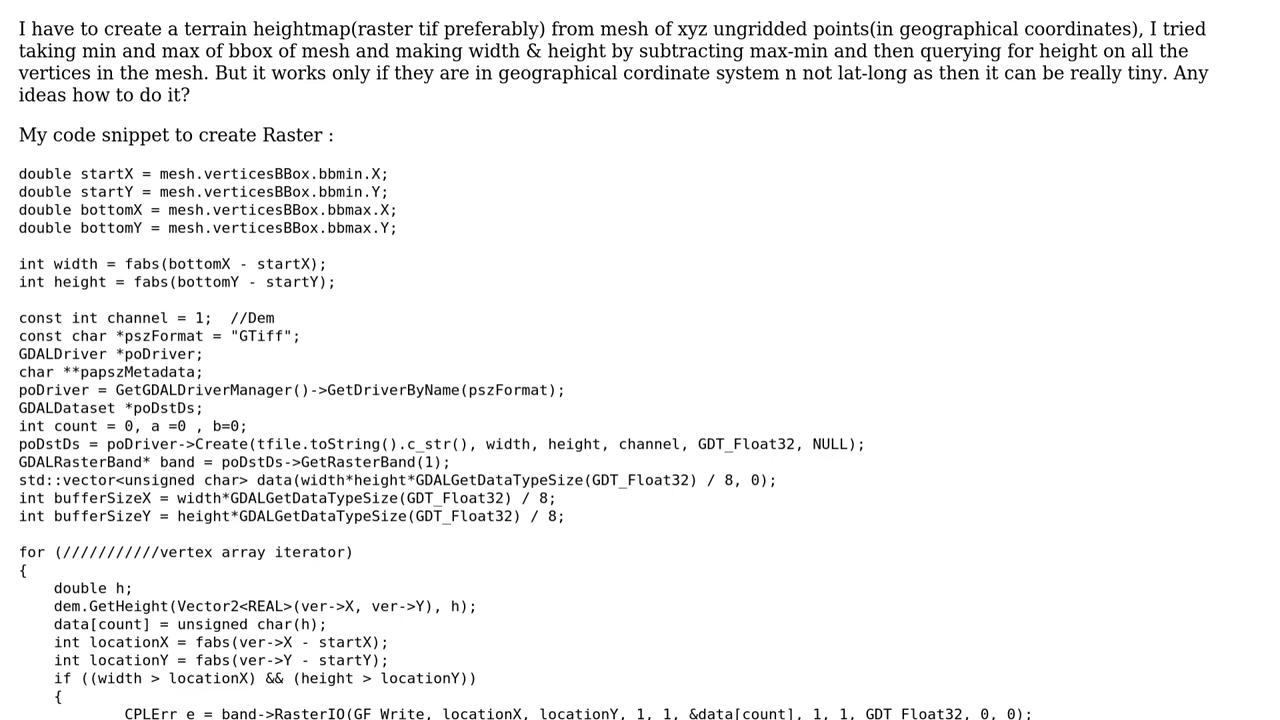 I have to create a terrain heightmap(raster tif preferably) from mesh of xyz ungridded points(in geographical coordinates), I tried
taking min and max of bbox of mesh and making width & height by subtracting max-min and then querying for height on all the
vertices in the mesh. But it works only if they are in geographical cordinate system n not lat-long as then it can be really tiny. Any
ideas how to do it?
My code snippet to create Raster :
double startX = mesh.verticesBBox.bbmin.X;
double startY = mesh.verticesBBox.bbmin.Y;
double bottomX = mesh.verticesBBox.bbmax.X;
double bottomY = mesh.verticesBBox.bbmax.Y;
int width = fabs(bottomX - startX);
int height = fabs(bottomY - startY);
const int channel = 1;  //Dem
const char *pszFormat = "GTiff";
GDALDriver *poDriver;
char **papszMetadata;
poDriver = GetGDALDriverManager()->GetDriverByName(pszFormat);
GDALDataset *poDstDs;
int count = 0, a =0 , b=0;
poDstDs = poDriver->Create(tfile.toString().c_str(), width, height, channel, GDT_Float32, NULL);
GDALRasterBand* band = poDstDs->GetRasterBand(1);
std::vector<unsigned char> data(width*height*GDALGetDataTypeSize(GDT_Float32) / 8, 0);
int bufferSizeX = width*GDALGetDataTypeSize(GDT_Float32) / 8;
int bufferSizeY = height*GDALGetDataTypeSize(GDT_Float32) / 8;
for (///////////vertex array iterator)
{
    double h;
    dem.GetHeight(Vector2<REAL>(ver->X, ver->Y), h);
    data[count] = unsigned char(h);
    int locationX = fabs(ver->X - startX);
    int locationY = fabs(ver->Y - startY);
    if ((width > locationX) && (height > locationY))
    {
            CPLErr e = band->RasterIO(GF_Write, locationX, locationY, 1, 1, &data[count], 1, 1, GDT_Float32, 0, 0);